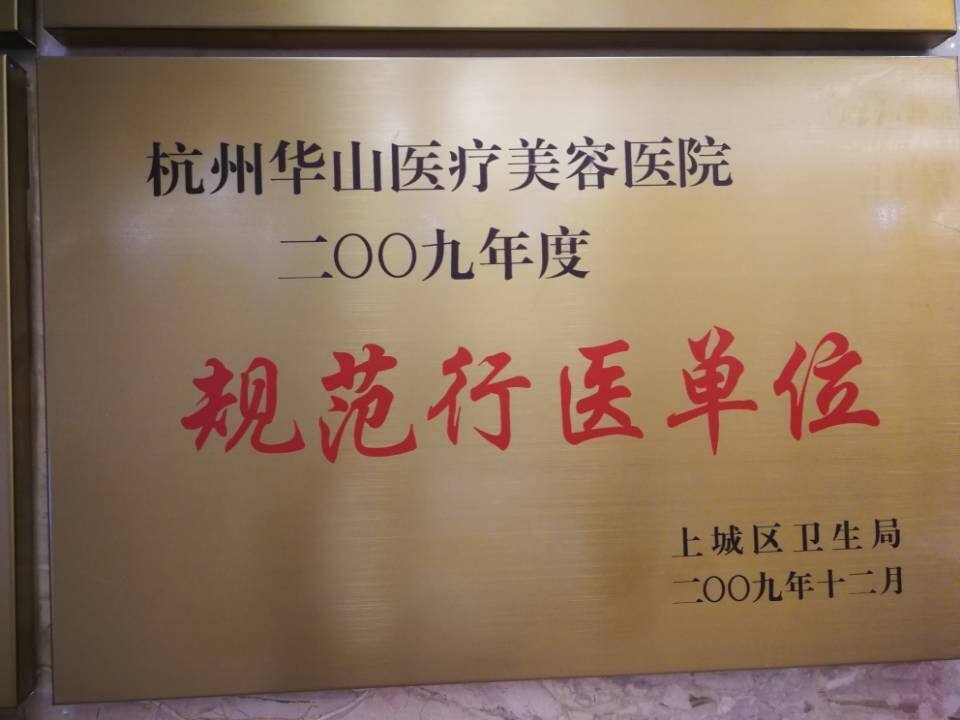 杭州华山医疗美容医院
二〇〇九年度
规范行医单位
上城区卫生局
二〇〇九年十二月